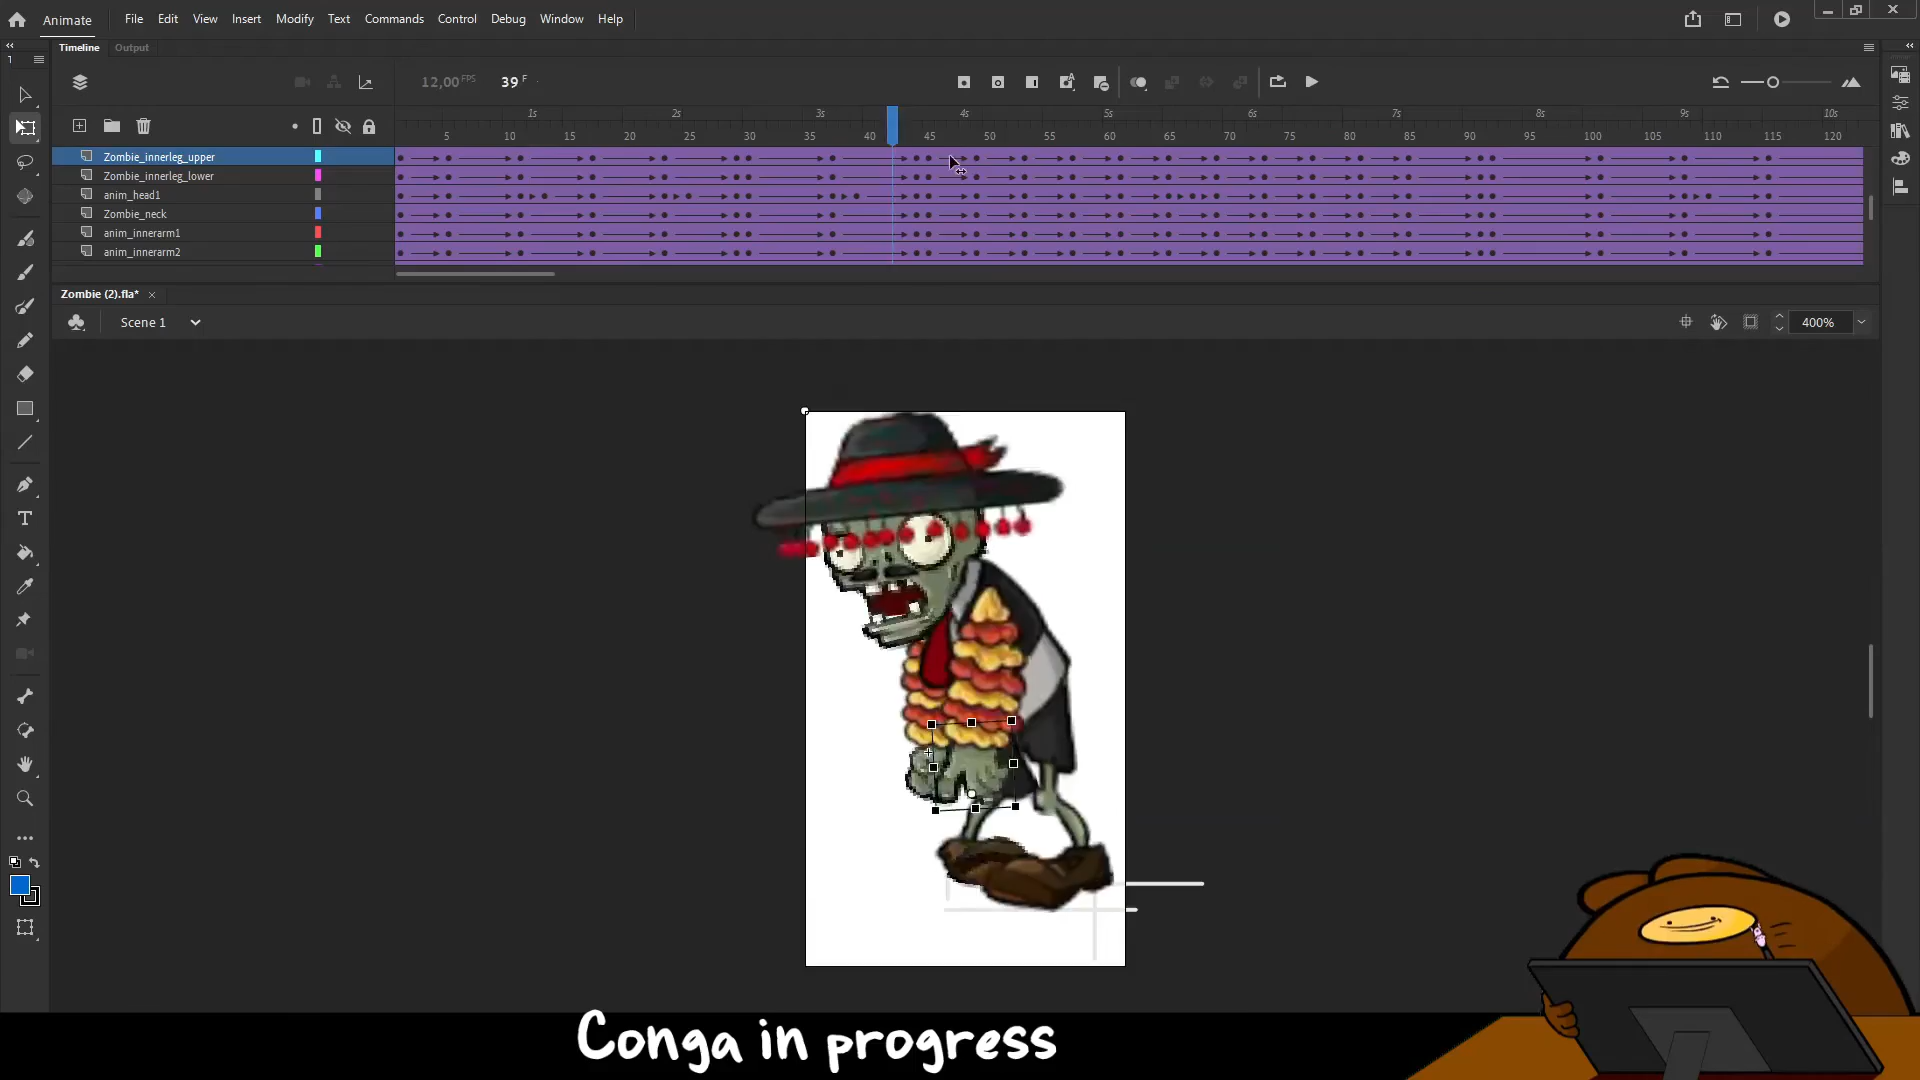 Animate File Edit View Insert Modify Text Commands Control Debug Window Help
Timeline Output
1
12,00 FPS 39 F
1s 2s 3s 4s 5s 6s 7s 8s 9s 10s
5 10 15 20 25 30 35 40 45 50 55 60 65 70 75 80 85 90 95 100 105 110 115 120
Zombie_innerleg_upper
Zombie_innerleg_lower
anim_head1
Zombie_neck
anim_innerarm1
anim_innerarm2
Zombie (2).fla*
Scene 1
400%
Conga in progress